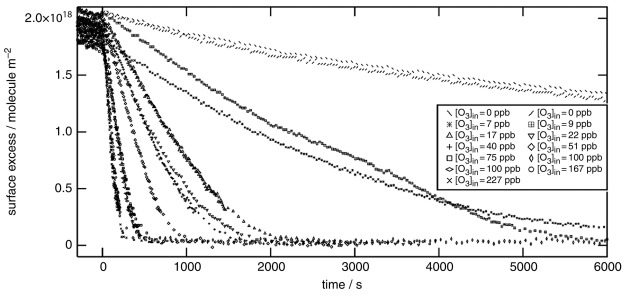 2.0×10¹⁸
1.5
1.0
0.5
0
surface excess / molecule m⁻²
[O₃]ᵢₙ = 0 ppb [O₃]ᵢₙ = 0 ppb
[O₃]ᵢₙ = 7 ppb [O₃]ᵢₙ = 9 ppb
[O₃]ᵢₙ = 17 ppb [O₃]ᵢₙ = 22 ppb
[O₃]ᵢₙ = 40 ppb [O₃]ᵢₙ = 51 ppb
[O₃]ᵢₙ = 75 ppb [O₃]ᵢₙ = 100 ppb
[O₃]ᵢₙ = 100 ppb [O₃]ᵢₙ = 167 ppb
[O₃]ᵢₙ = 227 ppb
0 1000 2000 3000 4000 5000 6000
time / s